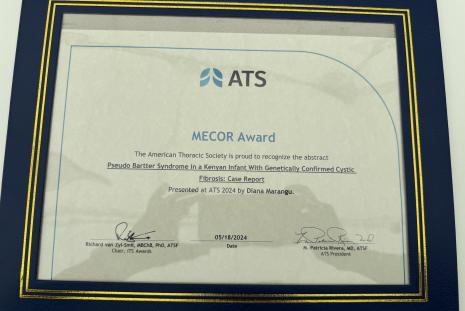 ATS
MECOR Award
The American Thoracic Society is proud to recognize the abstract
Pseudo Bartter Syndrome in a Kenyan Infant With Genetically Confirmed Cystic
Fibrosis: Case Report
Presented at ATS 2024 by Diana Marangu.
05/18/2024
Richard van Zyl-Smit, MBChB, PhD, ATSF
Date
M. Patricia Rivera, MD, ATSF
Chair, ITS Awards
ATS President